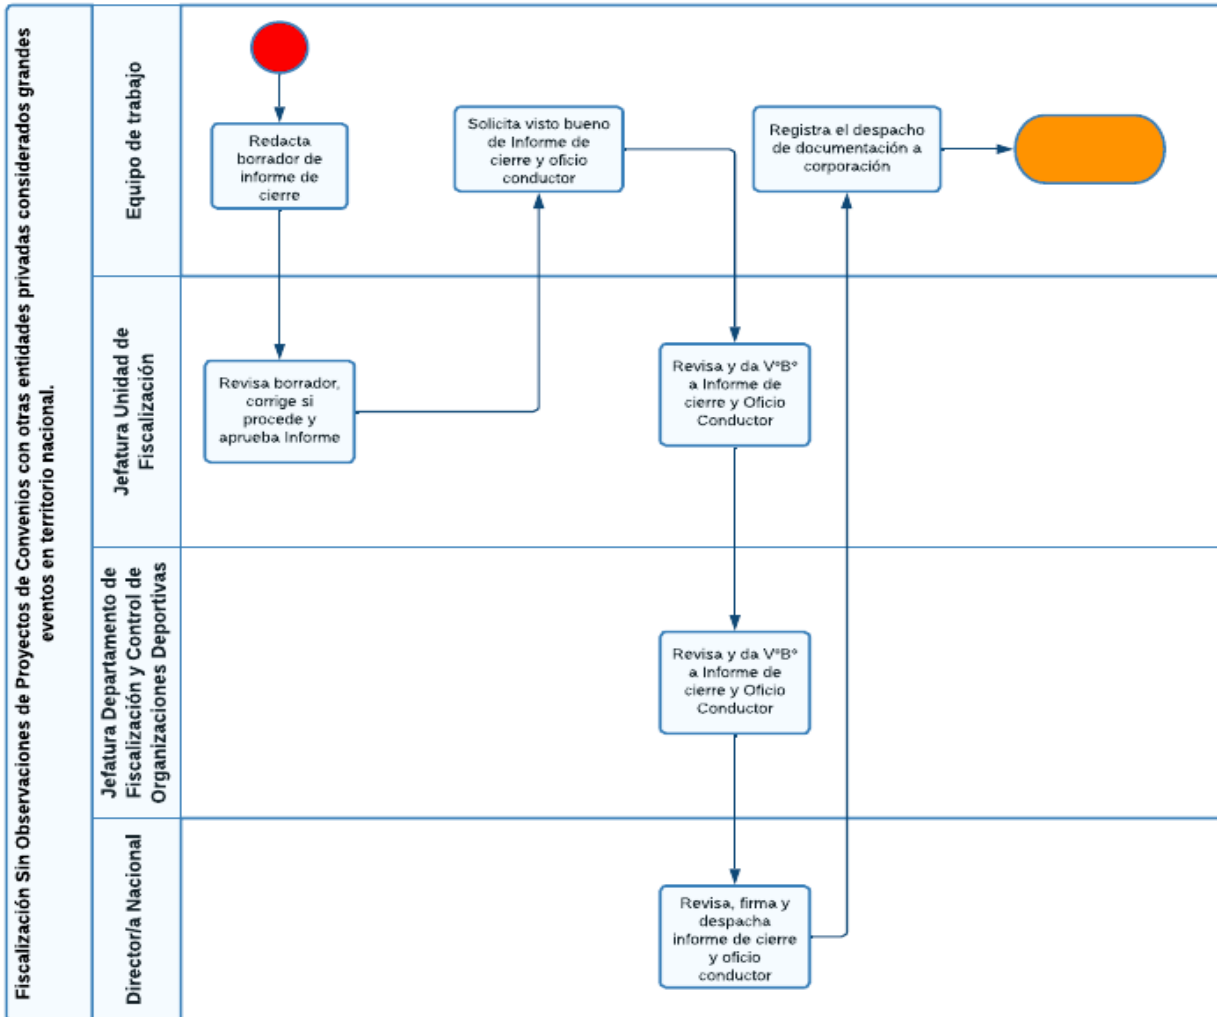 Fiscalización Sin Observaciones de Proyectos de Convenios con otras entidades privadas considerados grandes
eventos en territorio nacional.
Equipo de trabajo
Redacta
borrador de
informe de
cierre
Solicita visto bueno
de Informe de
cierre y oficio
conductor
Registra el despacho
de documentación a
corporación
Jefatura Unidad de
Fiscalización
Revisa borrador,
corrige si
procede y
aprueba Informe
Revisa y da V°B°
a Informe de
cierre y Oficio
Conductor
Jefatura Departamento de
Fiscalización y Control de
Organizaciones Deportivas
Revisa y da V°B°
a Informe de
cierre y Oficio
Conductor
Director/a Nacional
Revisa, firma y
despacha
informe de cierre
y oficio
conductor